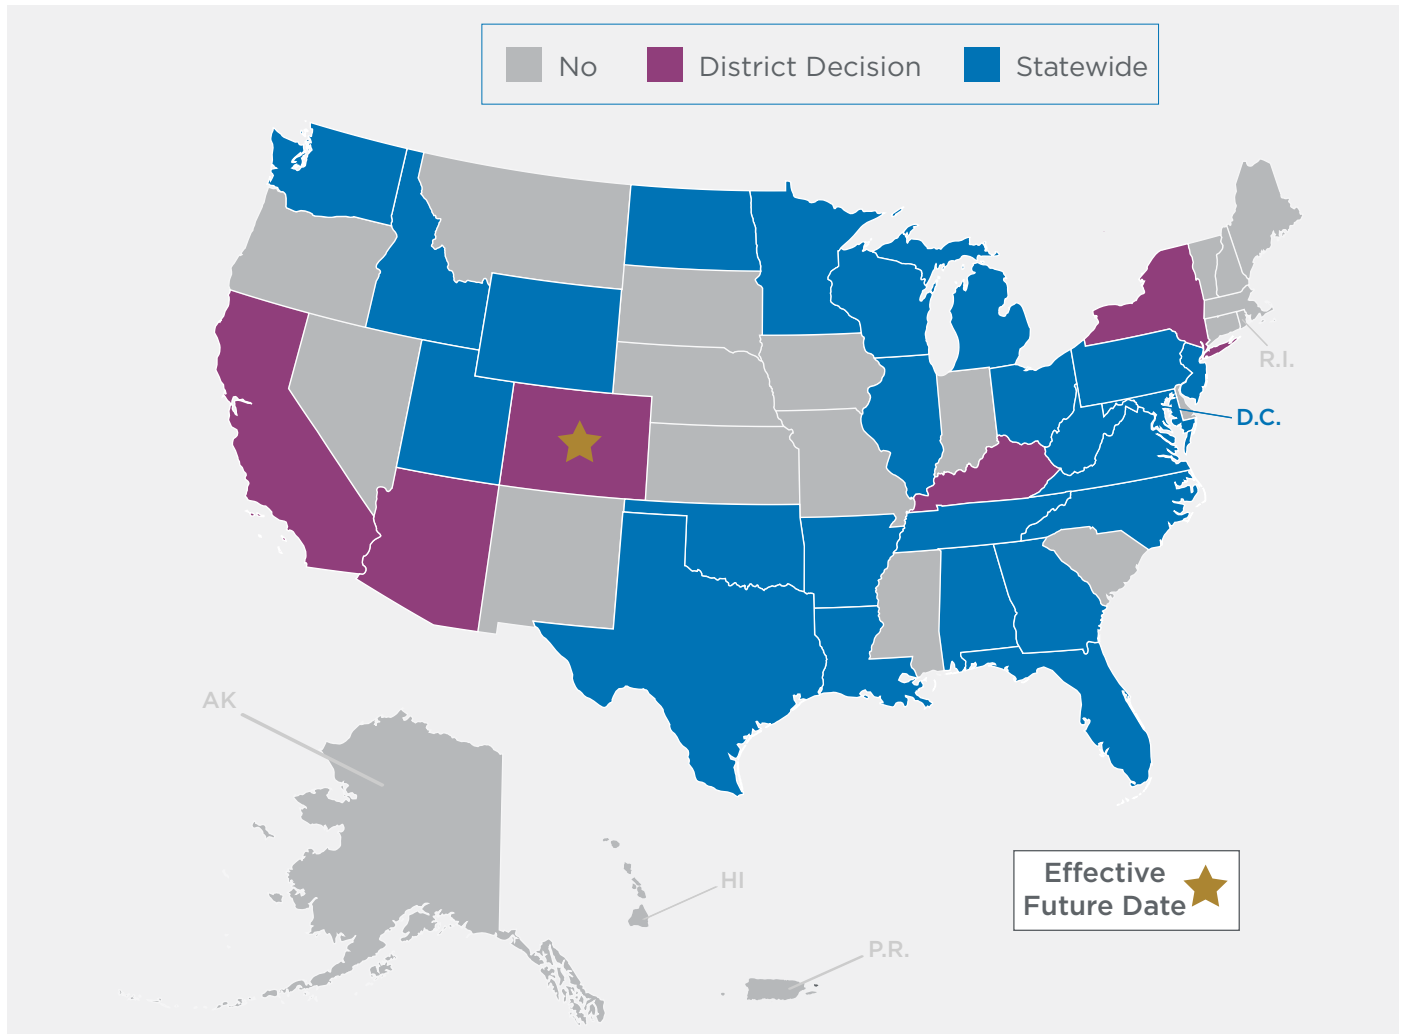 No
District Decision
Statewide
R.I.
D.C.
AK
HI
P.R.
Effective
Future Date